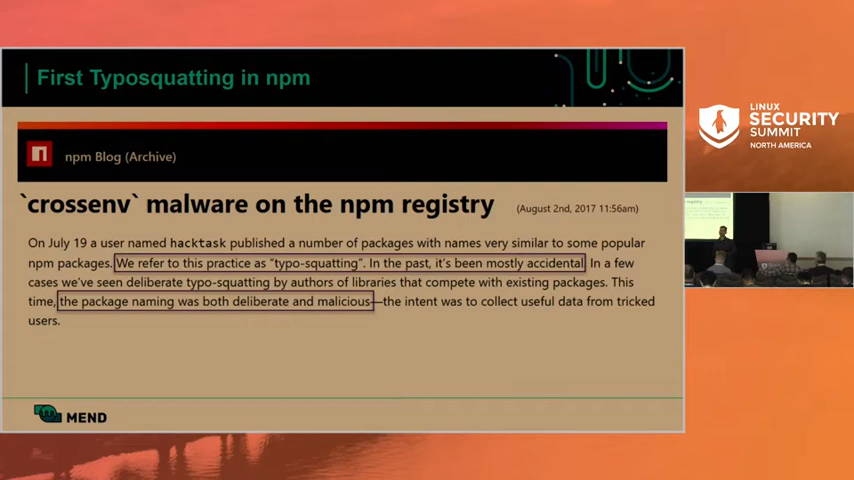 First Typosquatting in npm
npm Blog (Archive)
`crossenv` malware on the npm registry (August 2nd, 2017 11:56am)
On July 19 a user named hacktask published a number of packages with names very similar to some popular
npm packages. We refer to this practice as “typo-squatting”. In the past, it's been mostly accidental. In a few
cases we've seen deliberate typo-squatting by authors of libraries that compete with existing packages. This
time, the package naming was both deliberate and malicious—the intent was to collect useful data from tricked
users.
MEND
LINUX
SECURITY
SUMMIT
NORTH AMERICA